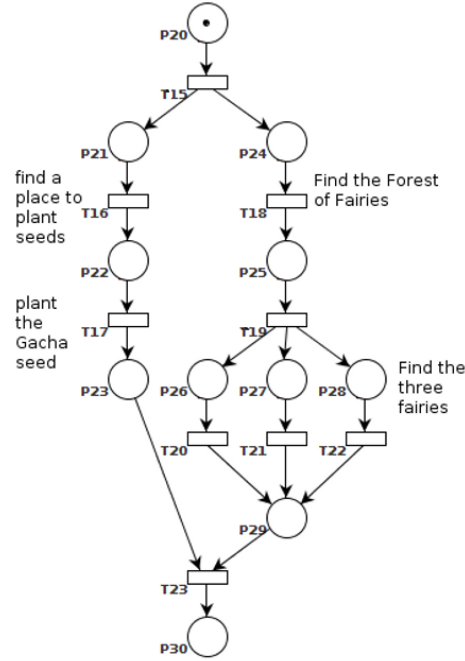 P20
T15
P21
P24
find a
place to
plant
seeds
T16
T18
Find the Forest
of Fairies
P22
P25
plant
the
Gacha
seed
T17
T19
P23
P26
P27
P28
Find the
three
fairies
T20
T21
T22
P29
T23
P30